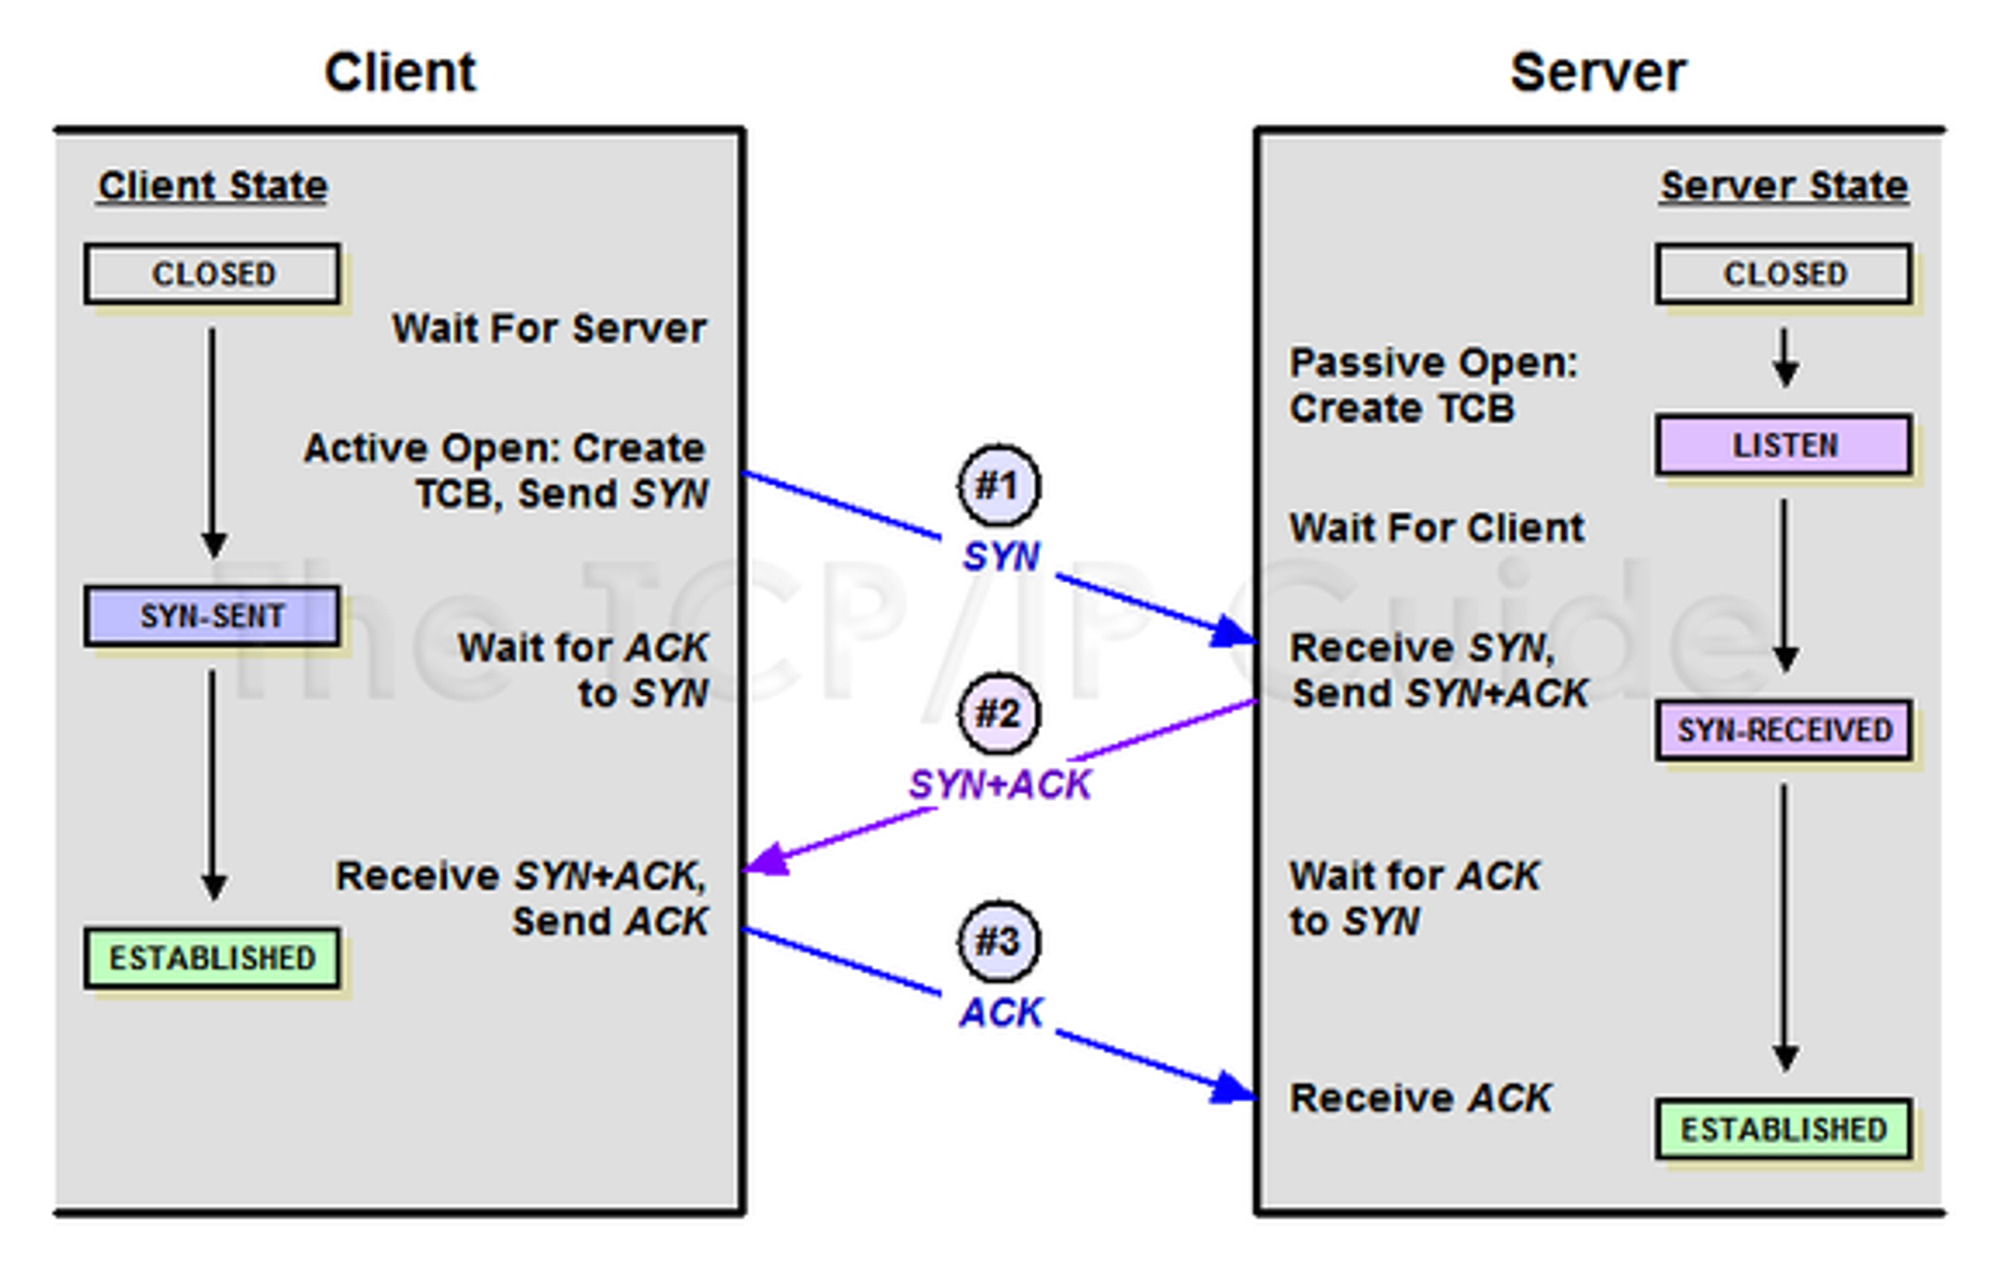 Client
Server
Client State
CLOSED
Wait For Server
Active Open: Create
TCB, Send SYN
SYN-SENT
Wait for ACK
to SYN
Receive SYN+ACK,
Send ACK
ESTABLISHED
#1
SYN
#2
SYN+ACK
#3
ACK
Server State
CLOSED
Passive Open:
Create TCB
LISTEN
Wait For Client
Receive SYN,
Send SYN+ACK
SYN-RECEIVED
Wait for ACK
to SYN
Receive ACK
ESTABLISHED
The TCP/IP Guide